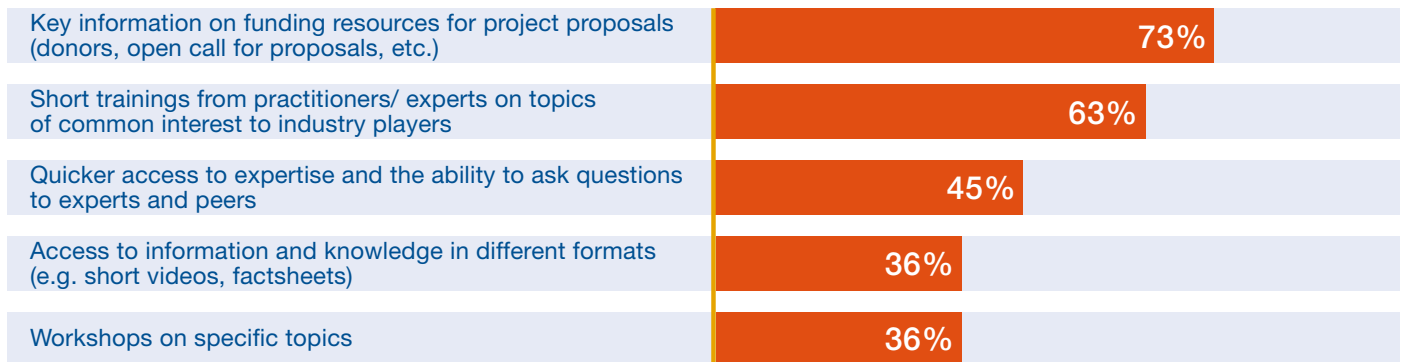 Key information on funding resources for project proposals
(donors, open call for proposals, etc.)
73%
Short trainings from practitioners/ experts on topics
of common interest to industry players
63%
Quicker access to expertise and the ability to ask questions
to experts and peers
45%
Access to information and knowledge in different formats
(e.g. short videos, factsheets)
36%
Workshops on specific topics
36%